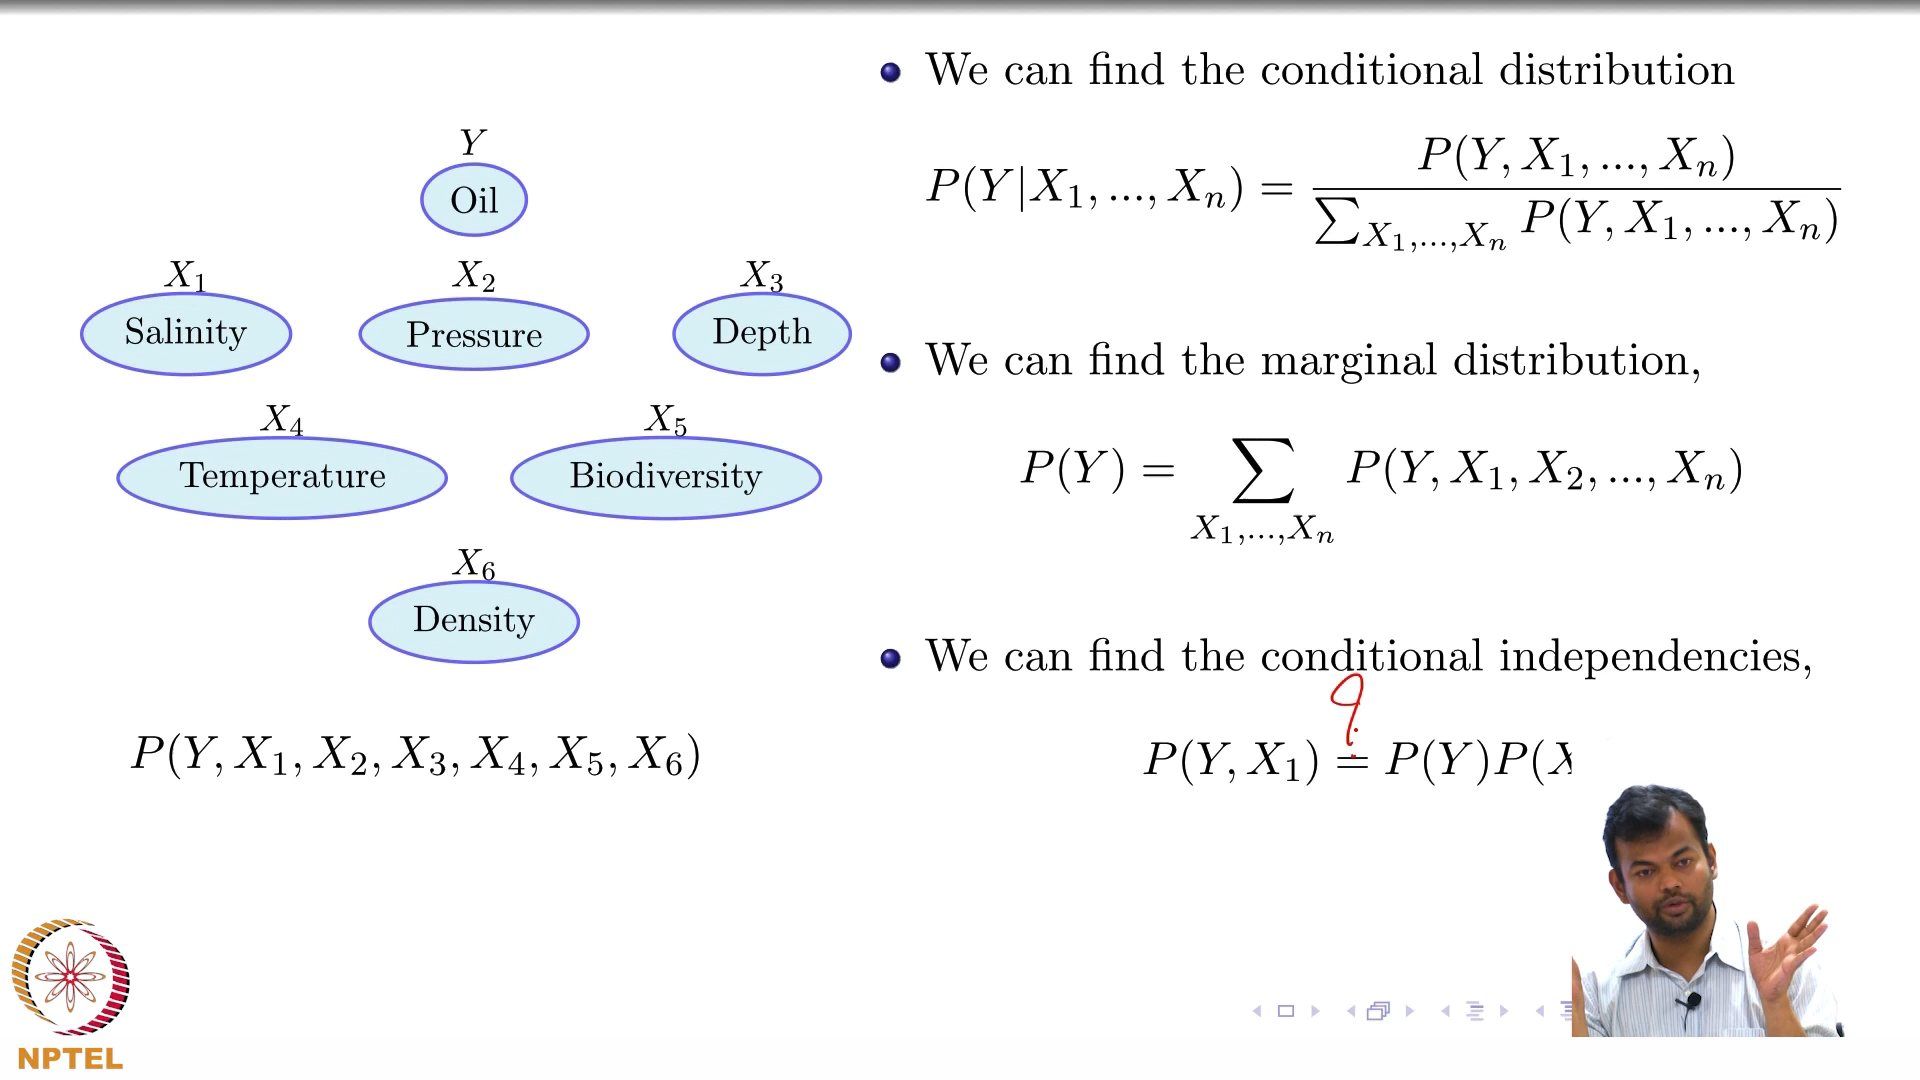 Y
Oil
X₁ X₂ X₃
Salinity Pressure Depth
X₄ X₅
Temperature Biodiversity
X₆
Density
P(Y, X₁, X₂, X₃, X₄, X₅, X₆)
We can find the conditional distribution
P(Y|X₁, ..., Xₙ) = P(Y, X₁, ..., Xₙ) / ∑X₁,...,Xₙ P(Y, X₁, ..., Xₙ)
We can find the marginal distribution,
P(Y) = ∑X₁,...,Xₙ P(Y, X₁, X₂, ..., Xₙ)
We can find the conditional independencies,
?
P(Y, X₁) = P(Y)P(X
NPTEL